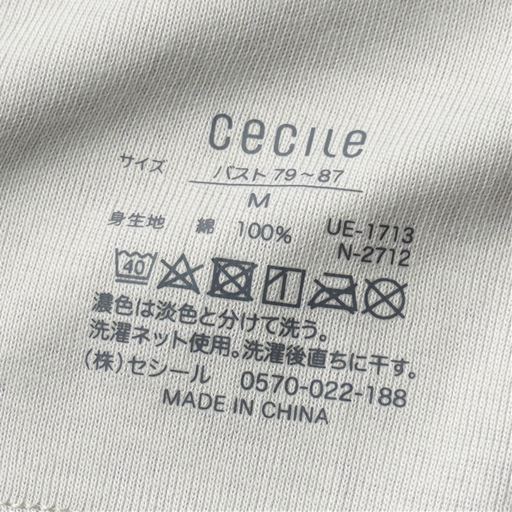 cecile
サイズ バスト 79～87
M
身生地 綿 100% UE-1713
N-2712
40
濃色は淡色と分けて洗う。
洗濯ネット使用。洗濯後直ちに干す。
(株)セシール 0570-022-188
MADE IN CHINA